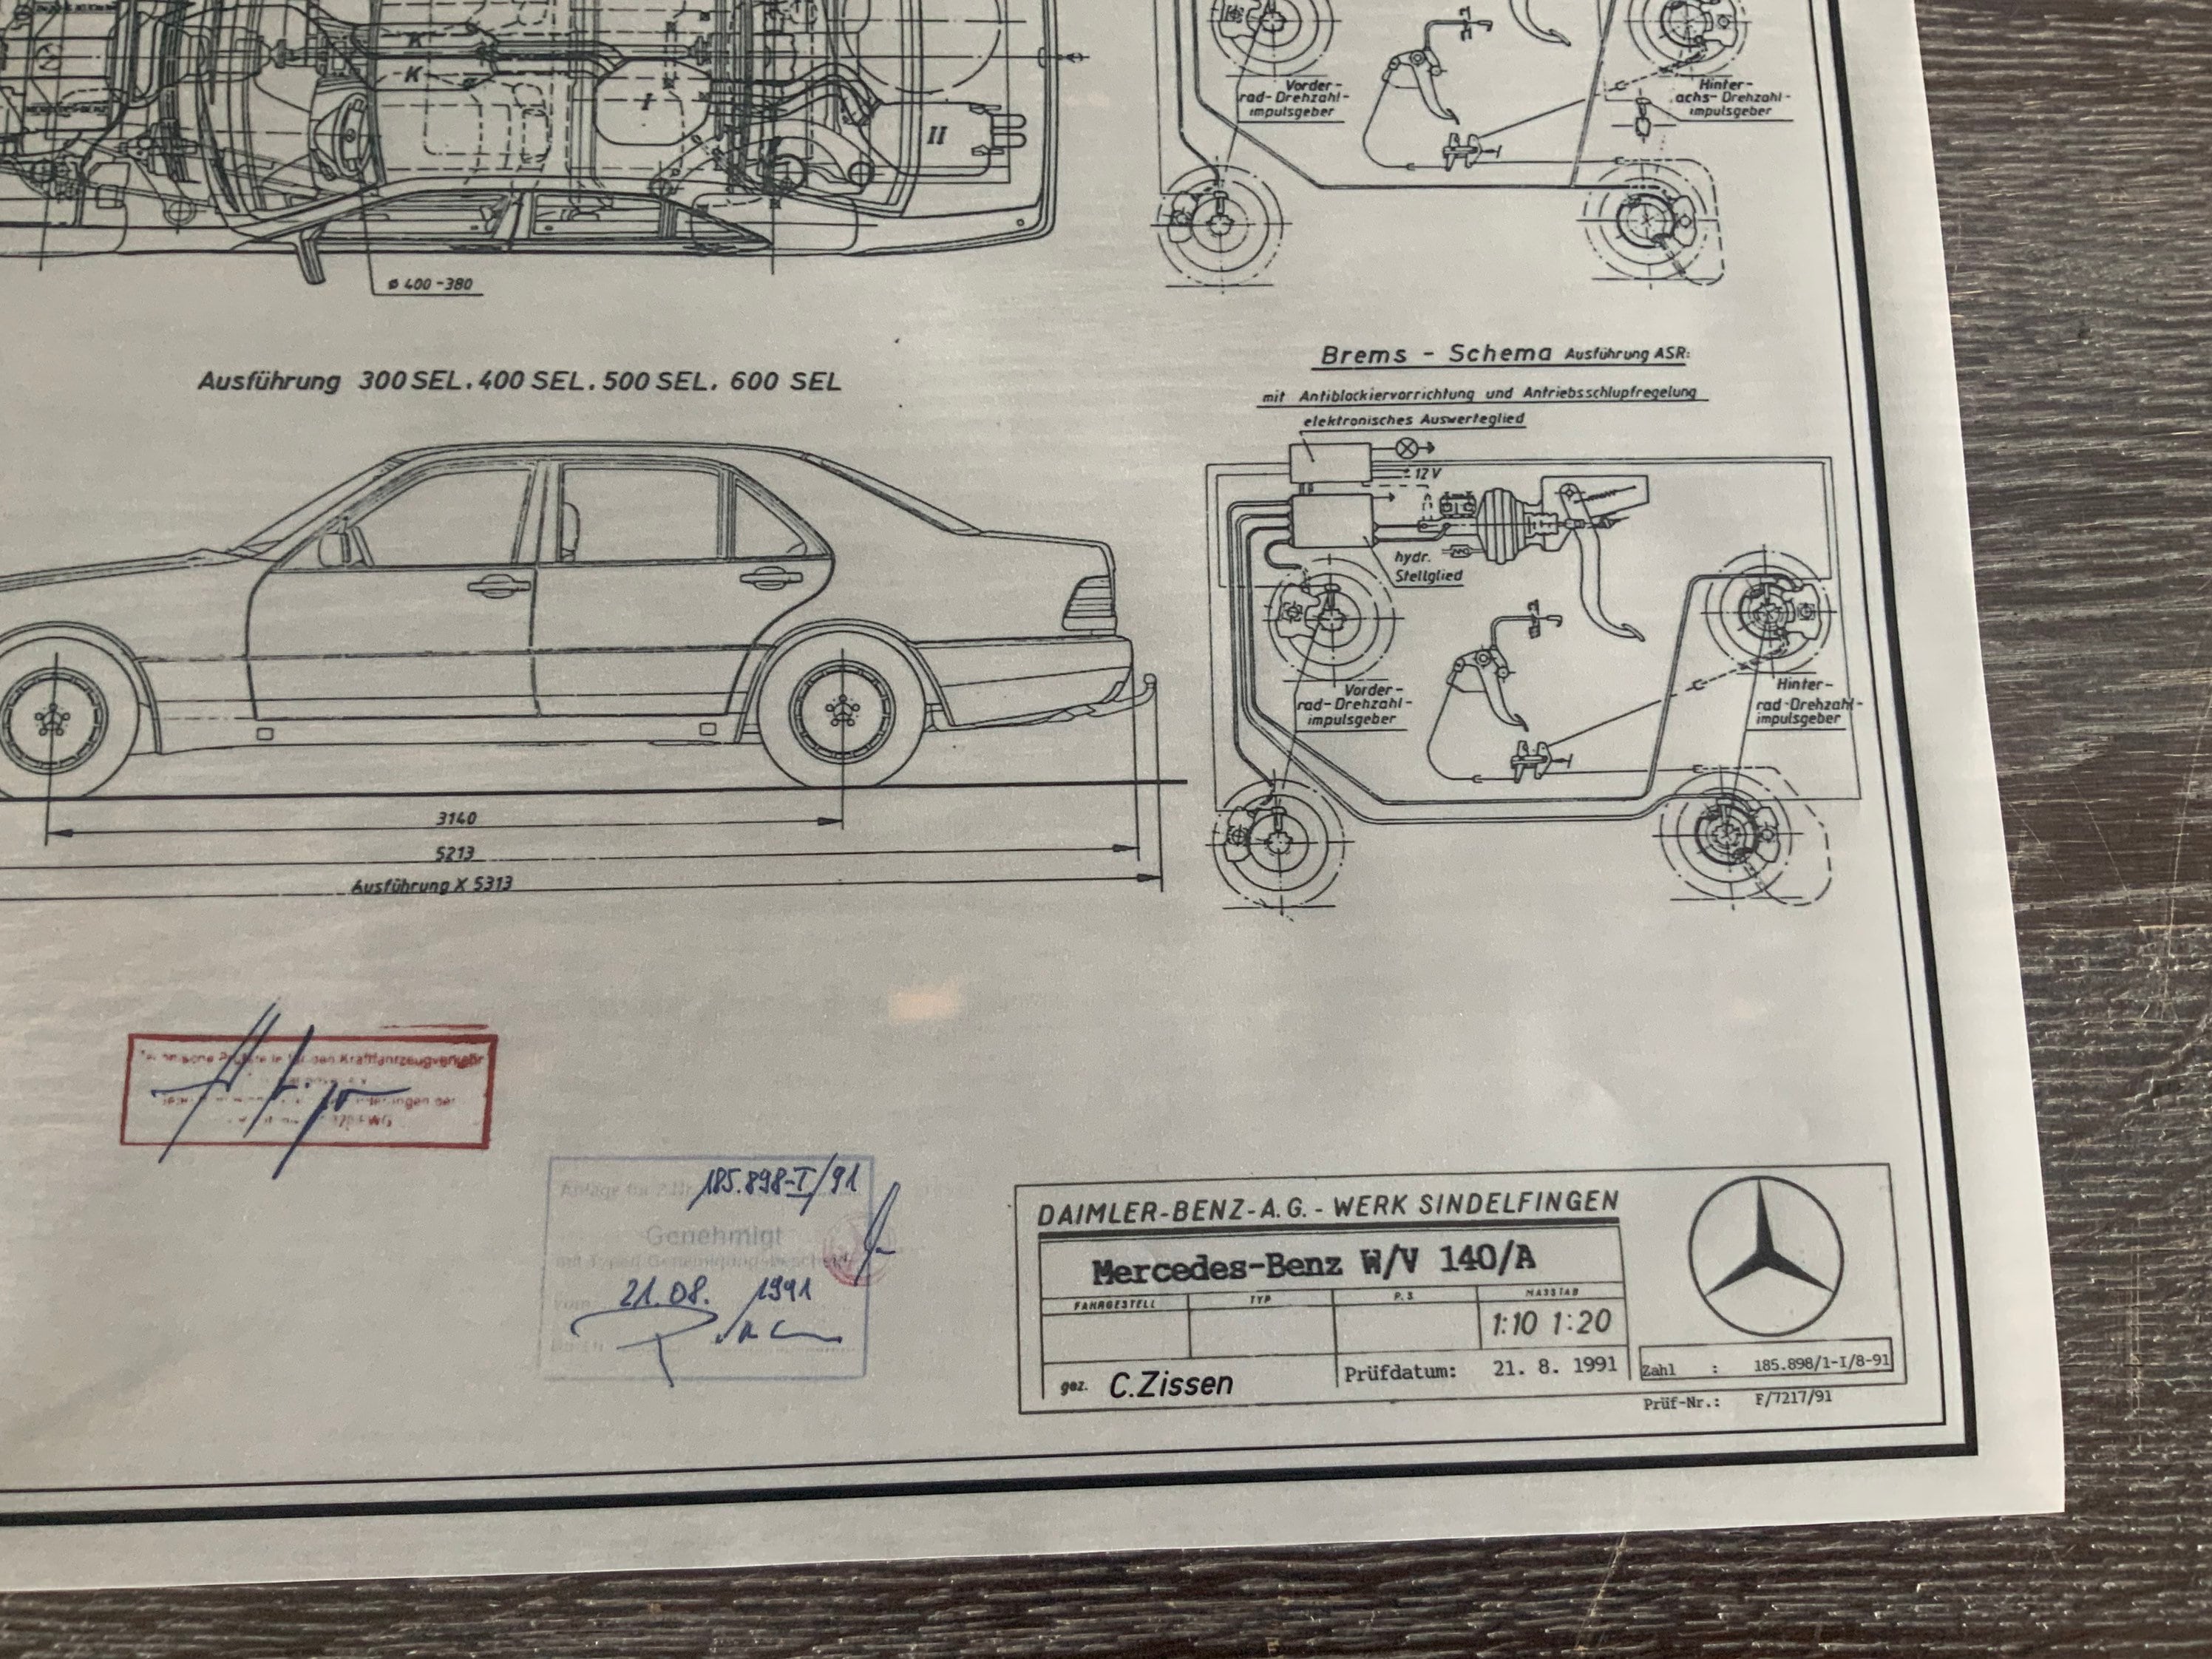 K
K
I
II
Ø 400-380
Vorder-
rad-Drehzahl-
impulsgeber
Hinter-
achs-Drehzahl-
impulsgeber
Ausführung 300 SEL. 400 SEL. 500 SEL. 600 SEL
3140
5213
Ausführung X 5313
Brems - Schema Ausführung ASR:
mit Antiblockiervorrichtung und Antriebsschlupfregelung
elektronisches Auswerteglied
12V
hydr.
Stellglied
Vorder-
rad-Drehzahl-
impulsgeber
Hinter-
rad-Drehzahl-
impulsgeber
Kraftfahrzeugverkehr
185.898-I/91
Genehmigt
21.08. 1991
DAIMLER-BENZ-A.G. - WERK SINDELFINGEN
Mercedes-Benz W/V 140/A
FAHRGESTELL TYP P.S. MASSTAB
1:10 1:20
gez. C.Zissen Prüfdatum: 21. 8. 1991
Zahl : 185.898/1-I/8-91
Prüf-Nr.: F/7217/91